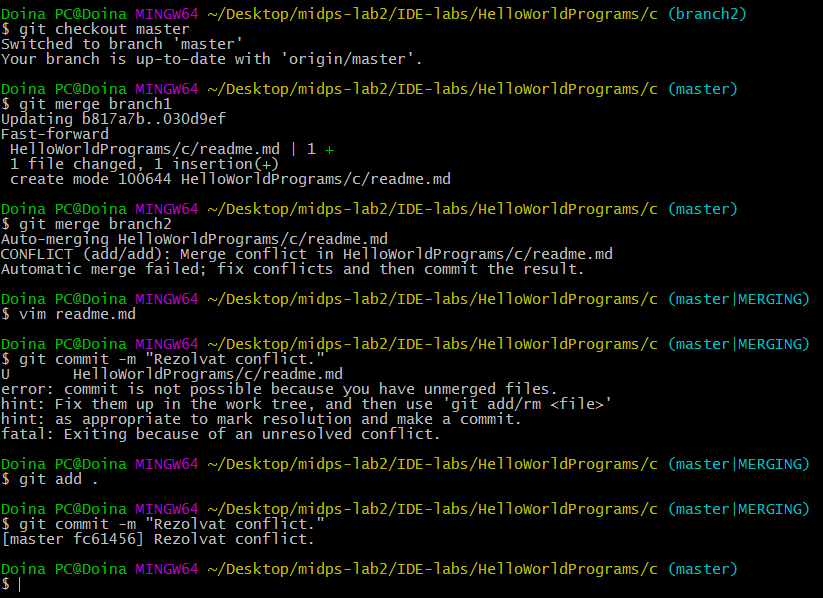 Doina PC@Doina MINGW64 ~/Desktop/midps-lab2/IDE-labs/HelloWorldPrograms/c (branch2)
$ git checkout master
Switched to branch 'master'
Your branch is up-to-date with 'origin/master'.
Doina PC@Doina MINGW64 ~/Desktop/midps-lab2/IDE-labs/HelloWorldPrograms/c (master)
$ git merge branch1
Updating b817a7b..030d9ef
Fast-forward
 HelloWorldPrograms/c/readme.md | 1 +
 1 file changed, 1 insertion(+)
 create mode 100644 HelloWorldPrograms/c/readme.md
Doina PC@Doina MINGW64 ~/Desktop/midps-lab2/IDE-labs/HelloWorldPrograms/c (master)
$ git merge branch2
Auto-merging HelloWorldPrograms/c/readme.md
CONFLICT (add/add): Merge conflict in HelloWorldPrograms/c/readme.md
Automatic merge failed; fix conflicts and then commit the result.
Doina PC@Doina MINGW64 ~/Desktop/midps-lab2/IDE-labs/HelloWorldPrograms/c (master|MERGING)
$ vim readme.md
Doina PC@Doina MINGW64 ~/Desktop/midps-lab2/IDE-labs/HelloWorldPrograms/c (master|MERGING)
$ git commit -m "Rezolvat conflict."
U       HelloWorldPrograms/c/readme.md
error: commit is not possible because you have unmerged files.
hint: Fix them up in the work tree, and then use 'git add/rm <file>'
hint: as appropriate to mark resolution and make a commit.
fatal: Exiting because of an unresolved conflict.
Doina PC@Doina MINGW64 ~/Desktop/midps-lab2/IDE-labs/HelloWorldPrograms/c (master|MERGING)
$ git add .
Doina PC@Doina MINGW64 ~/Desktop/midps-lab2/IDE-labs/HelloWorldPrograms/c (master|MERGING)
$ git commit -m "Rezolvat conflict."
[master fc61456] Rezolvat conflict.
Doina PC@Doina MINGW64 ~/Desktop/midps-lab2/IDE-labs/HelloWorldPrograms/c (master)
$